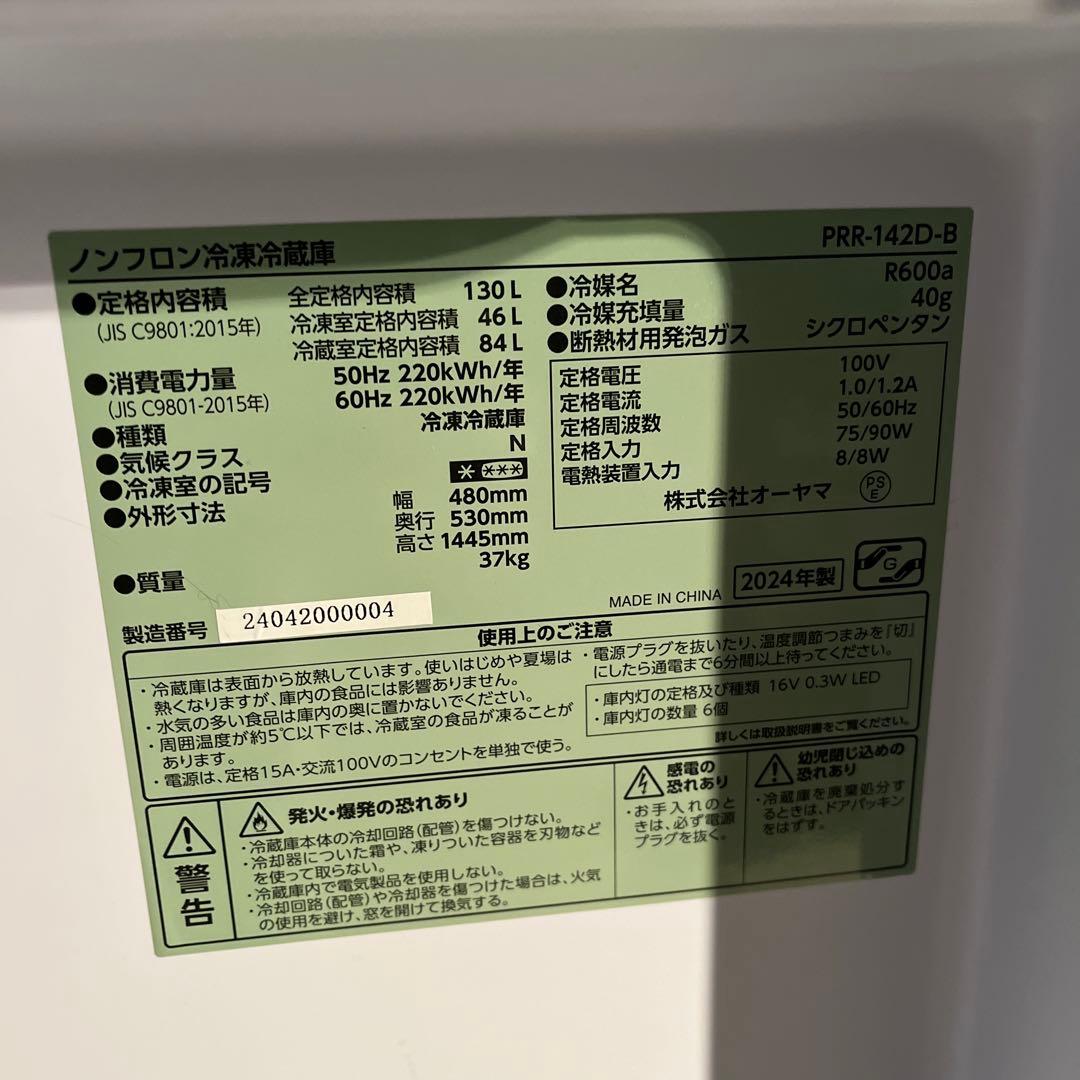 ノンフロン冷凍冷蔵庫 PRR-142D-B
●定格内容積 全定格内容積 130 L
(JIS C9801:2015年) 冷凍室定格内容積 46 L
冷蔵室定格内容積 84 L
●消費電力量 50Hz 220kWh/年
(JIS C9801-2015年) 60Hz 220kWh/年
●種類 冷凍冷蔵庫
●気候クラス N
●冷凍室の記号 * ***
●外形寸法 幅 480mm
奥行 530mm
高さ 1445mm
●質量 37kg
●冷媒名 R600a
●冷媒充填量 40g
●断熱材用発泡ガス シクロペンタン
定格電圧 100V
定格電流 1.0/1.2A
定格周波数 50/60Hz
定格入力 75/90W
電熱装置入力 8/8W
株式会社オーヤマ PSE
製造番号 24042000004
MADE IN CHINA 2024年製 G
使用上のご注意
・冷蔵庫は表面から放熱しています。使いはじめや夏場は
熱くなりますが、庫内の食品には影響ありません。
・水気の多い食品は庫内の奥に置かないでください。
・周囲温度が約5℃以下では、冷蔵室の食品が凍ることが
あります。
・電源は、定格15A・交流100Vのコンセントを単独で使う。
・電源プラグを抜いたり、温度調節つまみを『切』
にしたら通電まで6分間以上待ってください。
・庫内灯の定格及び種類 16V 0.3W LED
・庫内灯の数量 6個
詳しくは取扱説明書をご覧ください。
警告
発火・爆発の恐れあり
・冷蔵庫本体の冷却回路(配管)を傷つけない。
・冷却器についた霜や、凍りついた容器を刃物など
を使って取らない。
・冷蔵庫内で電気製品を使用しない。
・冷却回路(配管)や冷却器を傷つけた場合は、火気
の使用を避け、窓を開けて換気する。
感電の
恐れあり
・お手入れのと
きは、必ず電源
プラグを抜く。
幼児閉じ込めの
恐れあり
・冷蔵庫を廃棄処分す
るときは、ドアパッキン
をはずす。